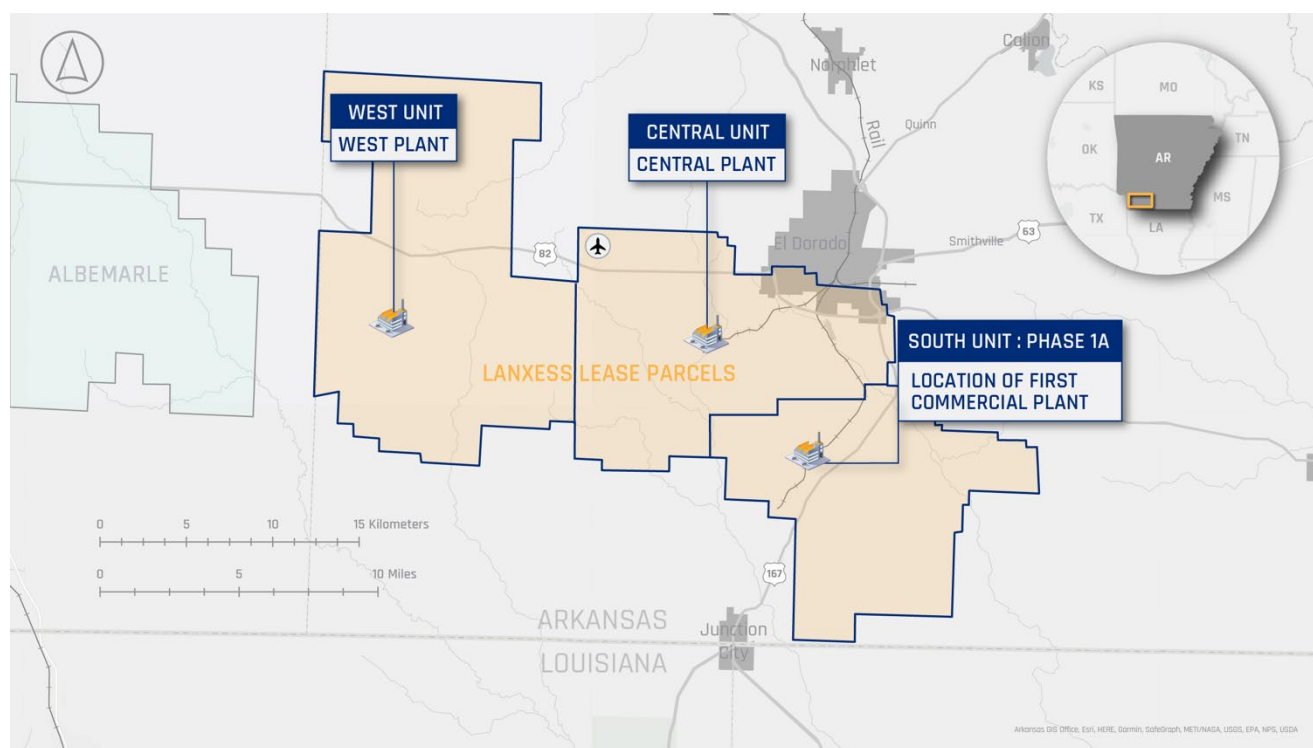 WEST UNIT
WEST PLANT
CENTRAL UNIT
CENTRAL PLANT
SOUTH UNIT : PHASE 1A
LOCATION OF FIRST
COMMERCIAL PLANT
Norphlet
Calion
Rail
Quinn
El Dorado
Smithville
63
82
167
ALBEMARLE
LANXESS LEASE PARCELS
KS
MO
OK
AR
TN
MS
TX
LA
0 5 10 15 Kilometers
0 5 10 Miles
ARKANSAS
LOUISIANA
Junction
City
Arkansas GIS Office, Esri, HERE, Garmin, SafeGraph, METI/NASA, USGS, EPA, NPS, USDA